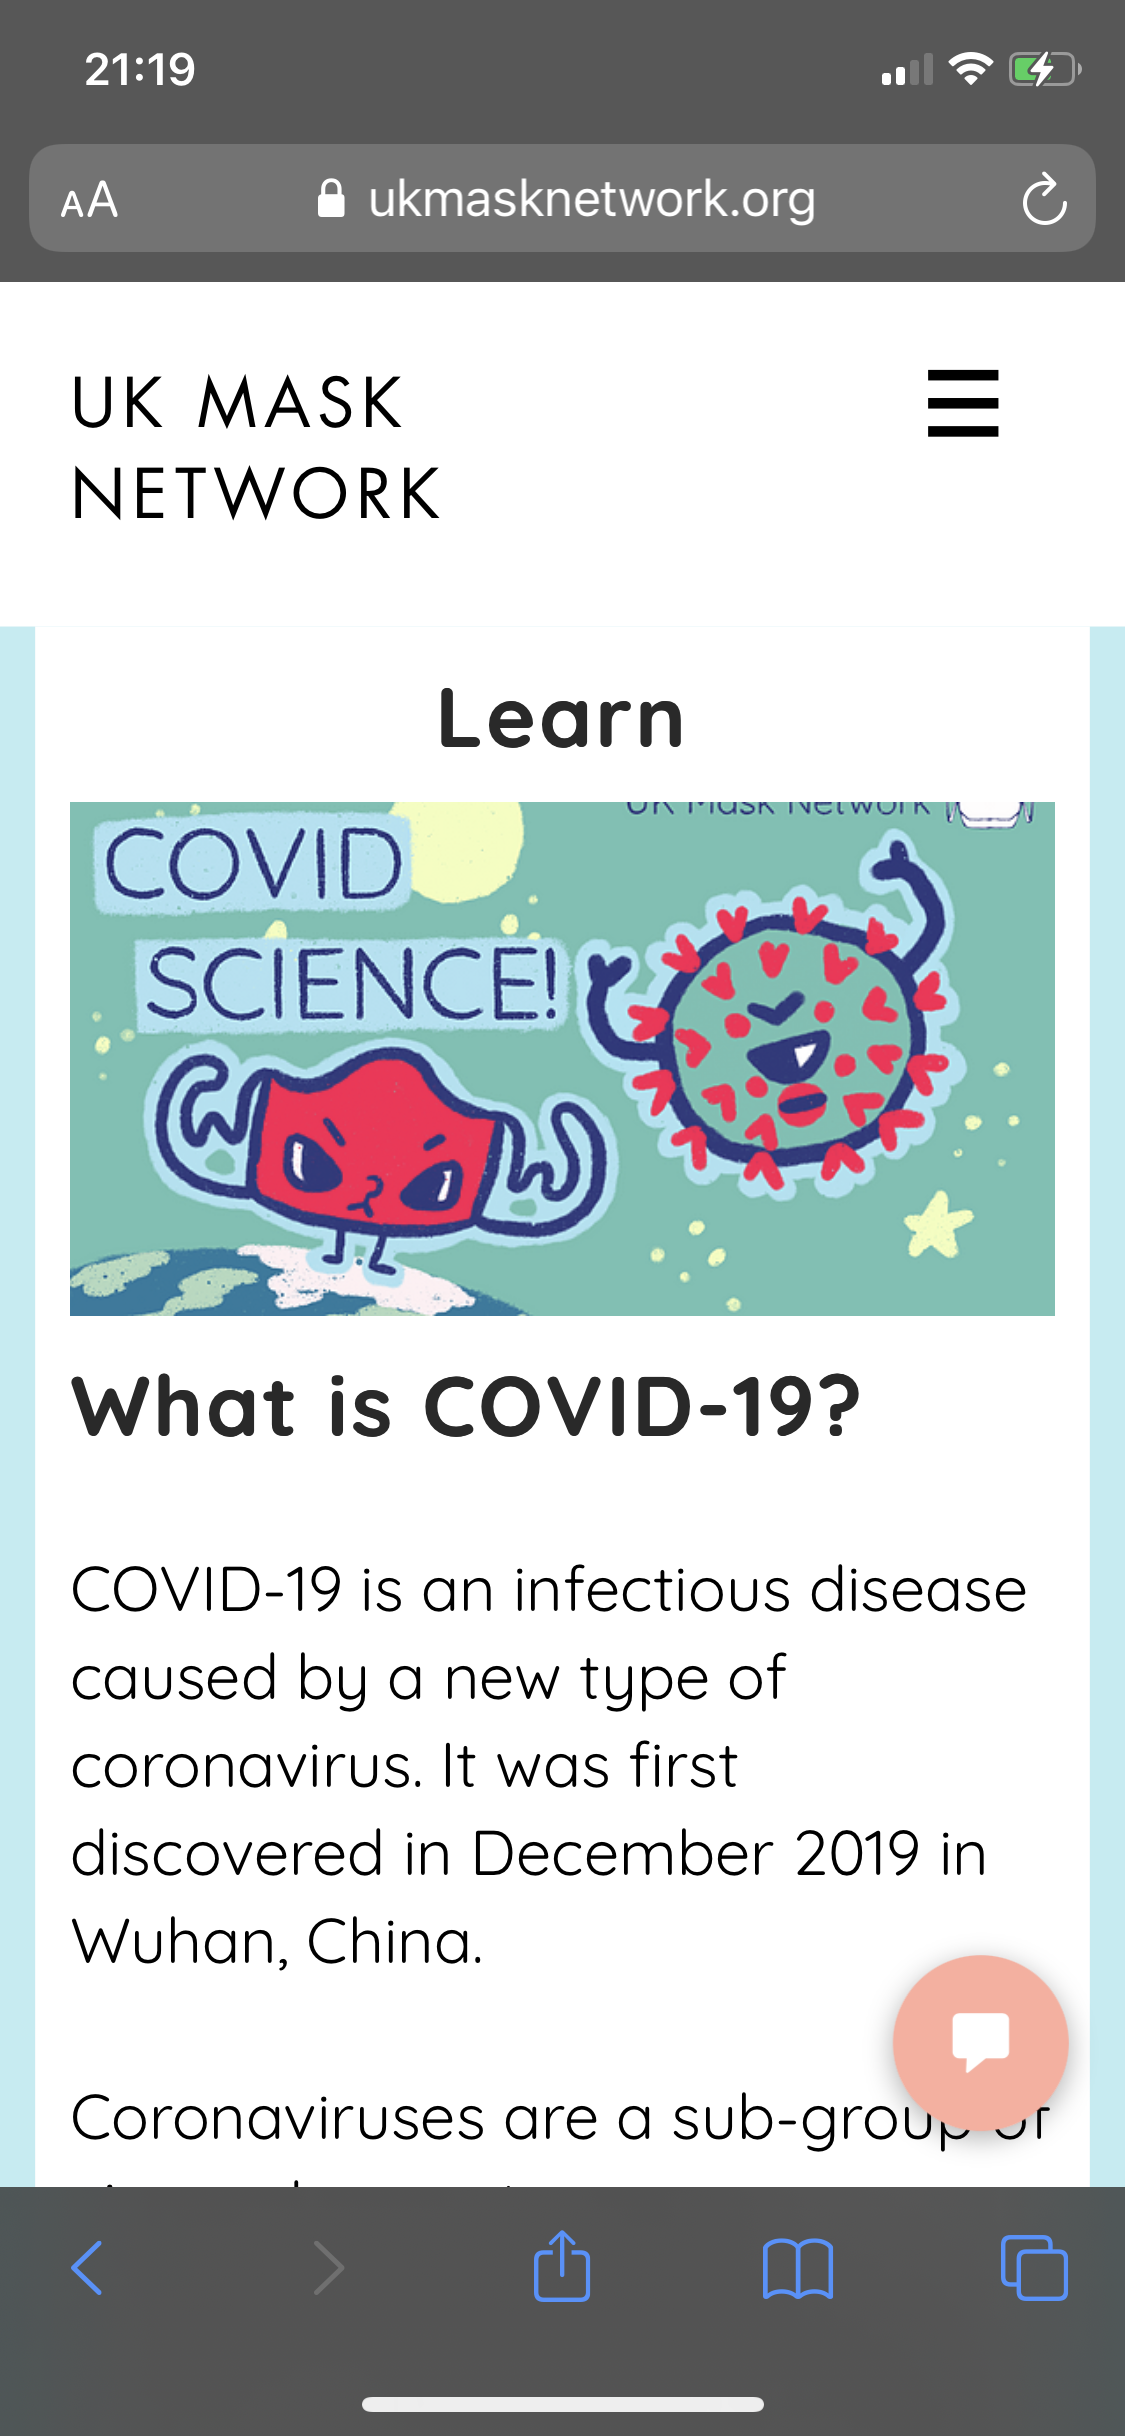 21:19
AA ukmasknetwork.org
UK MASK
NETWORK
Learn
UK Mask Network
COVID
SCIENCE!
What is COVID-19?
COVID-19 is an infectious disease
caused by a new type of
coronavirus. It was first
discovered in December 2019 in
Wuhan, China.
Coronaviruses are a sub-group of